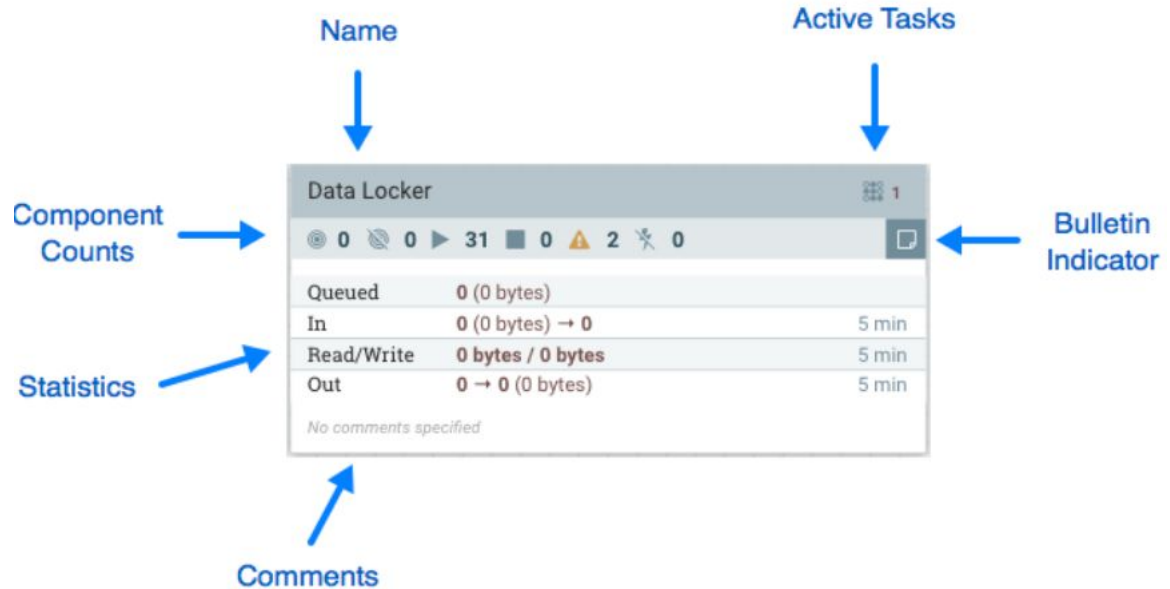 Name
Active Tasks
Data Locker 1
Component
Counts
0 0 31 0 2 0
Bulletin
Indicator
Queued 0 (0 bytes)
In 0 (0 bytes) → 0 5 min
Read/Write 0 bytes / 0 bytes 5 min
Statistics
Out 0 → 0 (0 bytes) 5 min
No comments specified
Comments